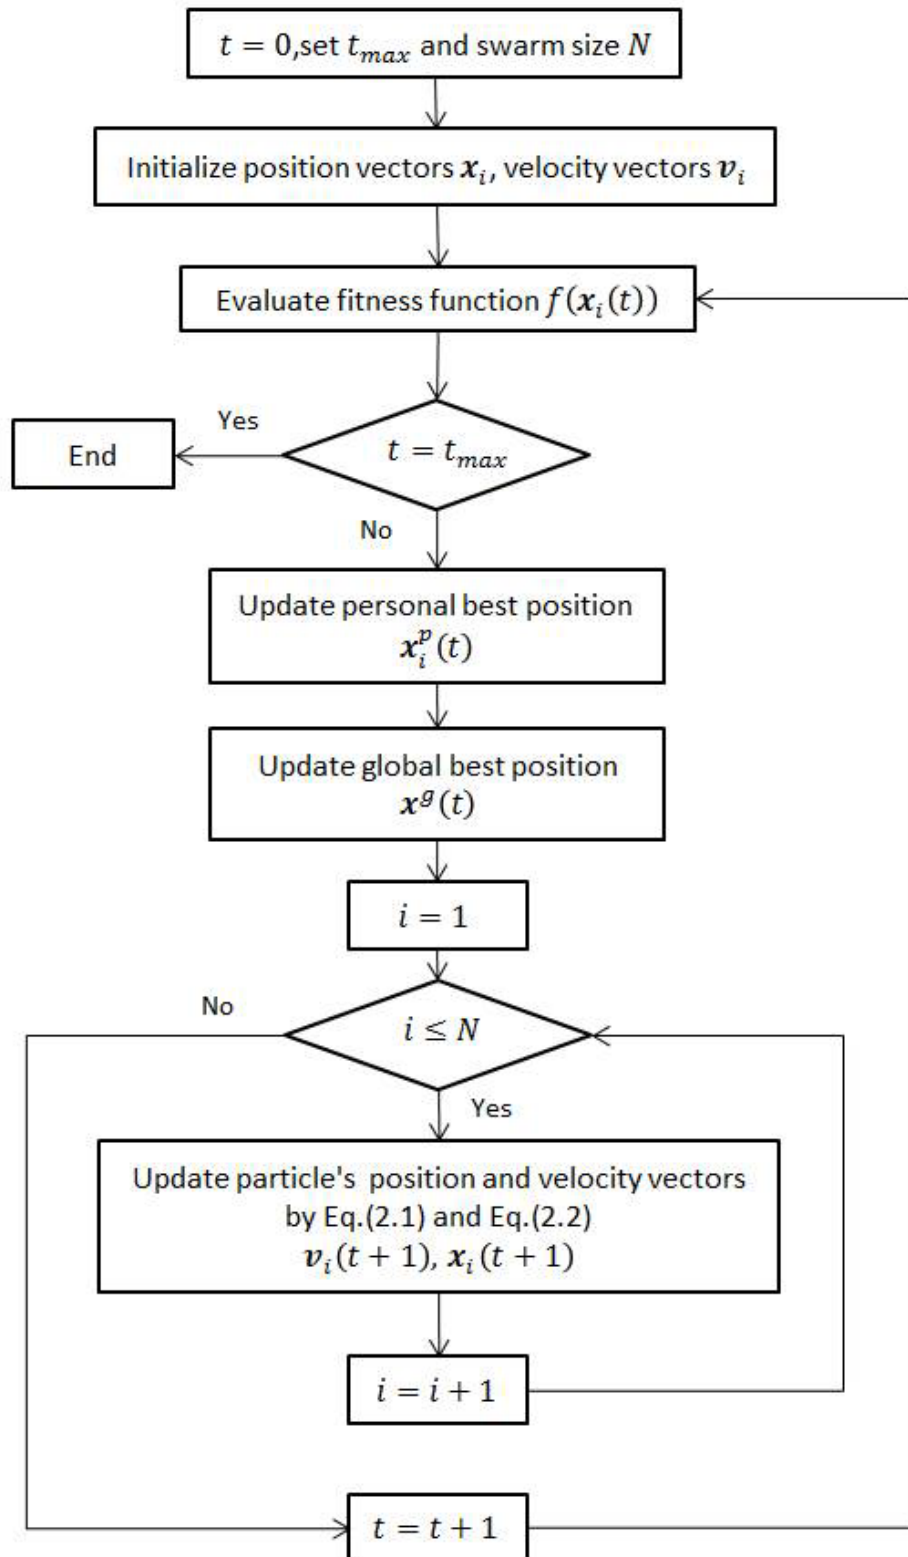 t = 0,set t_max and swarm size N
Initialize position vectors x_i, velocity vectors v_i
Evaluate fitness function f(x_i(t))
Yes
End
t = t_max
No
Update personal best position
x_i^p(t)
Update global best position
x^g(t)
i = 1
No
i ≤ N
Yes
Update particle's position and velocity vectors
by Eq.(2.1) and Eq.(2.2)
v_i(t + 1), x_i(t + 1)
i = i + 1
t = t + 1